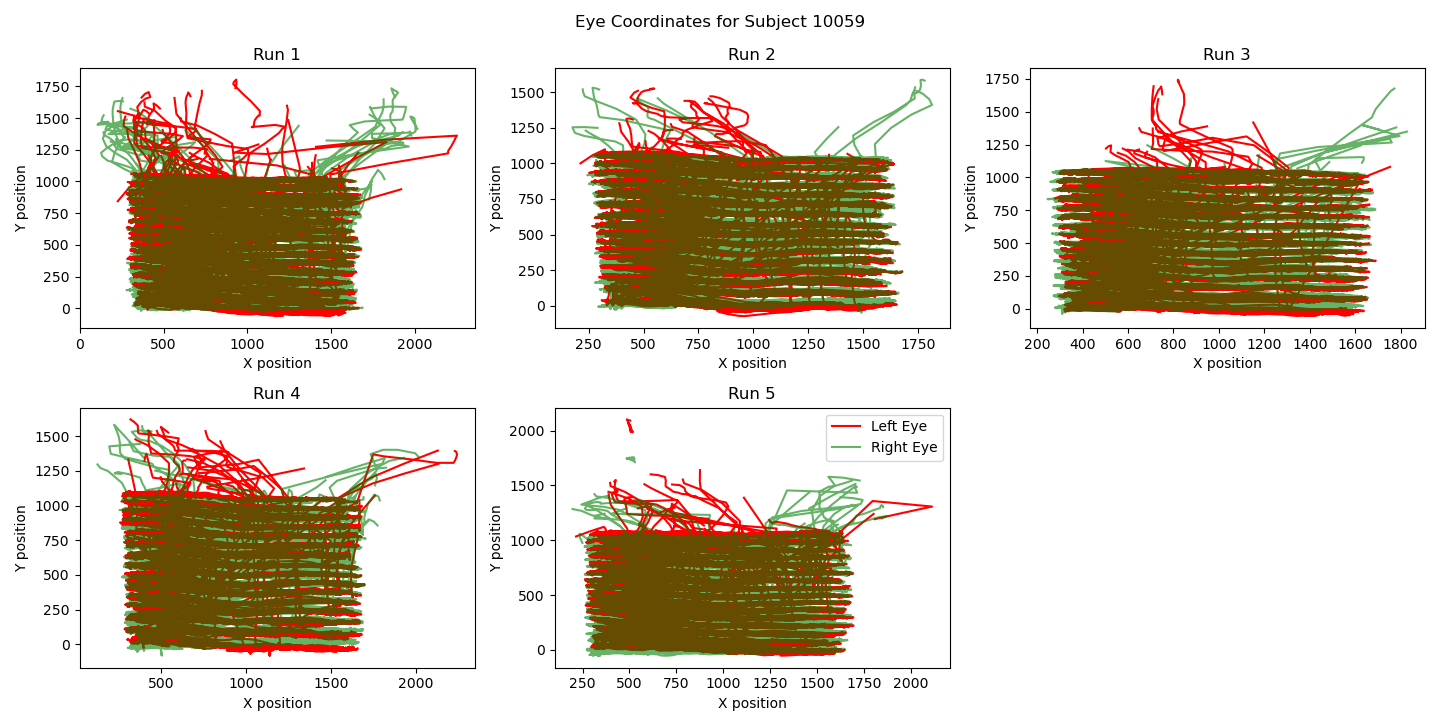 Eye Coordinates for Subject 10059
Run 1
Y position
1750
1500
1250
1000
750
500
250
0
0 500 1000 1500 2000
X position
Run 2
Y position
1500
1250
1000
750
500
250
0
250 500 750 1000 1250 1500 1750
X position
Run 3
Y position
1750
1500
1250
1000
750
500
250
0
200 400 600 800 1000 1200 1400 1600 1800
X position
Run 4
Y position
1500
1250
1000
750
500
250
0
500 1000 1500 2000
X position
Run 5
Left Eye
Right Eye
Y position
2000
1500
1000
500
0
250 500 750 1000 1250 1500 1750 2000
X position